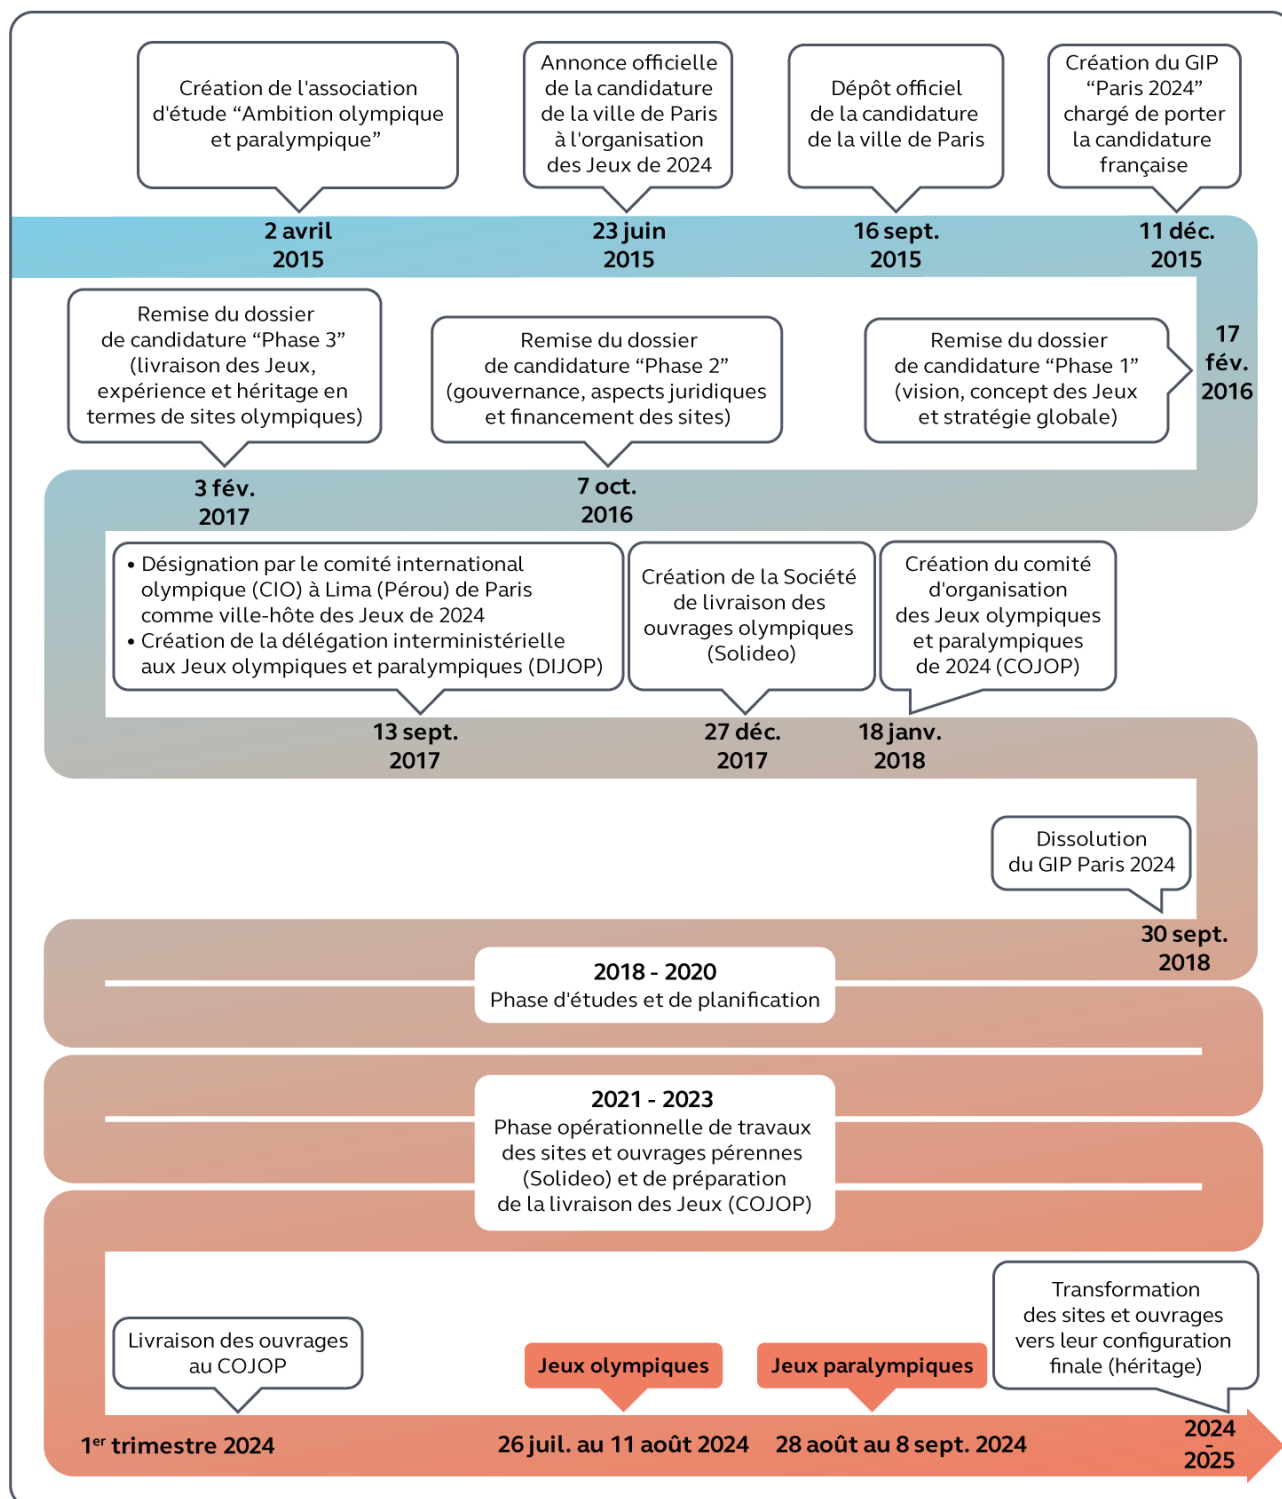 Création de l'association
d'étude “Ambition olympique
et paralympique”
2 avril
2015
Annonce officielle
de la candidature
de la ville de Paris
à l'organisation
des Jeux de 2024
23 juin
2015
Dépôt officiel
de la candidature
de la ville de Paris
16 sept.
2015
Création du GIP
“Paris 2024”
chargé de porter
la candidature
française
11 déc.
2015
Remise du dossier
de candidature “Phase 1”
(vision, concept des Jeux
et stratégie globale)
17
fév.
2016
Remise du dossier
de candidature “Phase 2”
(gouvernance, aspects juridiques
et financement des sites)
7 oct.
2016
Remise du dossier
de candidature “Phase 3”
(livraison des Jeux,
expérience et héritage en
termes de sites olympiques)
3 fév.
2017
• Désignation par le comité international
olympique (CIO) à Lima (Pérou) de Paris
comme ville-hôte des Jeux de 2024
• Création de la délégation interministérielle
aux Jeux olympiques et paralympiques (DIJOP)
13 sept.
2017
Création de la Société
de livraison des
ouvrages olympiques
(Solideo)
27 déc.
2017
Création du comité
d'organisation
des Jeux olympiques
et paralympiques
de 2024 (COJOP)
18 janv.
2018
Dissolution
du GIP Paris 2024
30 sept.
2018
2018 - 2020
Phase d'études et de planification
2021 - 2023
Phase opérationnelle de travaux
des sites et ouvrages pérennes
(Solideo) et de préparation
de la livraison des Jeux (COJOP)
Livraison des ouvrages
au COJOP
1er trimestre 2024
Jeux olympiques
26 juil. au 11 août 2024
Jeux paralympiques
28 août au 8 sept. 2024
Transformation
des sites et ouvrages
vers leur configuration
finale (héritage)
2024
-
2025